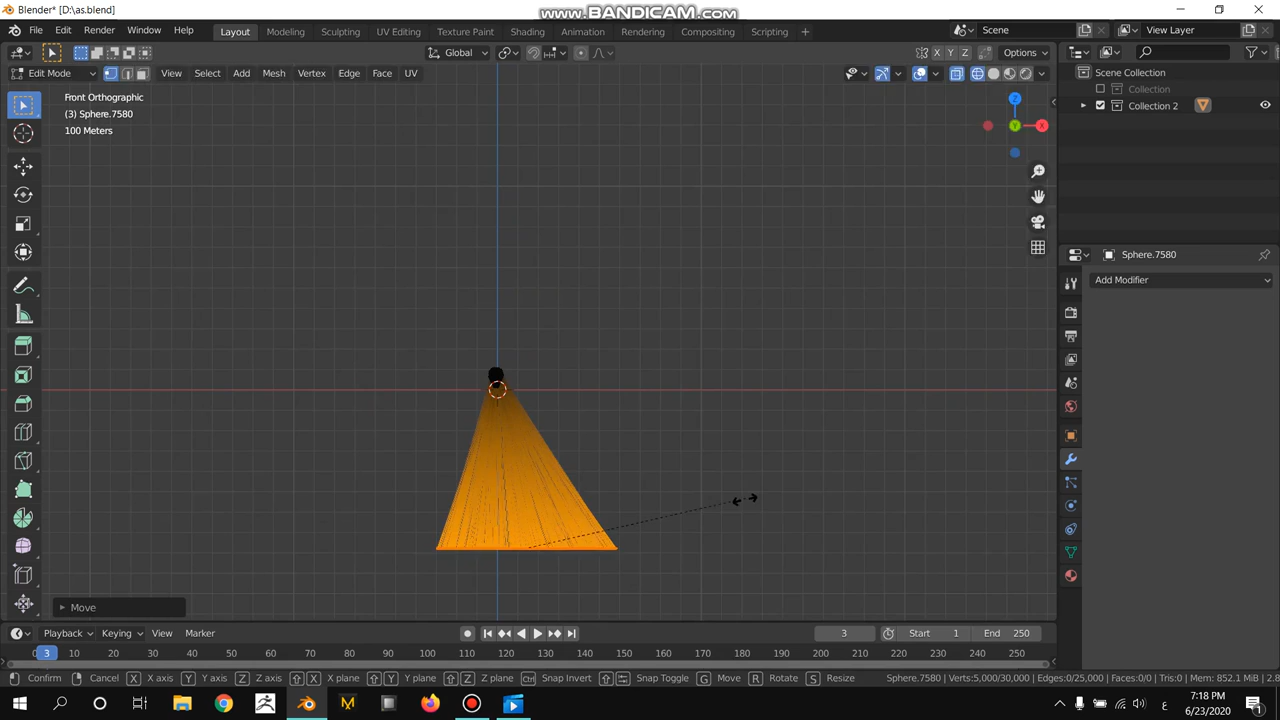 Blender* [D:\as.blend]
www.BANDICAM.com
File Edit Render Window Help Layout Modeling Sculpting UV Editing Texture Paint Shading Animation Rendering Compositing Scripting + Scene View Layer
Global X Y Z Options
Edit Mode View Select Add Mesh Vertex Edge Face UV
Scene Collection
Collection
Collection 2
Front Orthographic
(3) Sphere.7580
100 Meters
Z
Y X
Sphere.7580
Add Modifier
Move
Playback Keying View Marker 3 Start 1 End 250
0 3 10 20 30 40 50 60 70 80 90 100 110 120 130 140 150 160 170 180 190 200 210 220 230 240 250
Confirm Cancel X X axis Y Y axis Z Z axis X X plane Y Y plane Z Z plane Ctrl Snap Invert Snap Toggle G Move R Rotate S Resize Sphere.7580 | Verts:5,000/30,000 | Edges:0/25,000 | Faces:0/0 | Mem: 852.1 MiB | 2.8
7:18 PM
6/23/2020